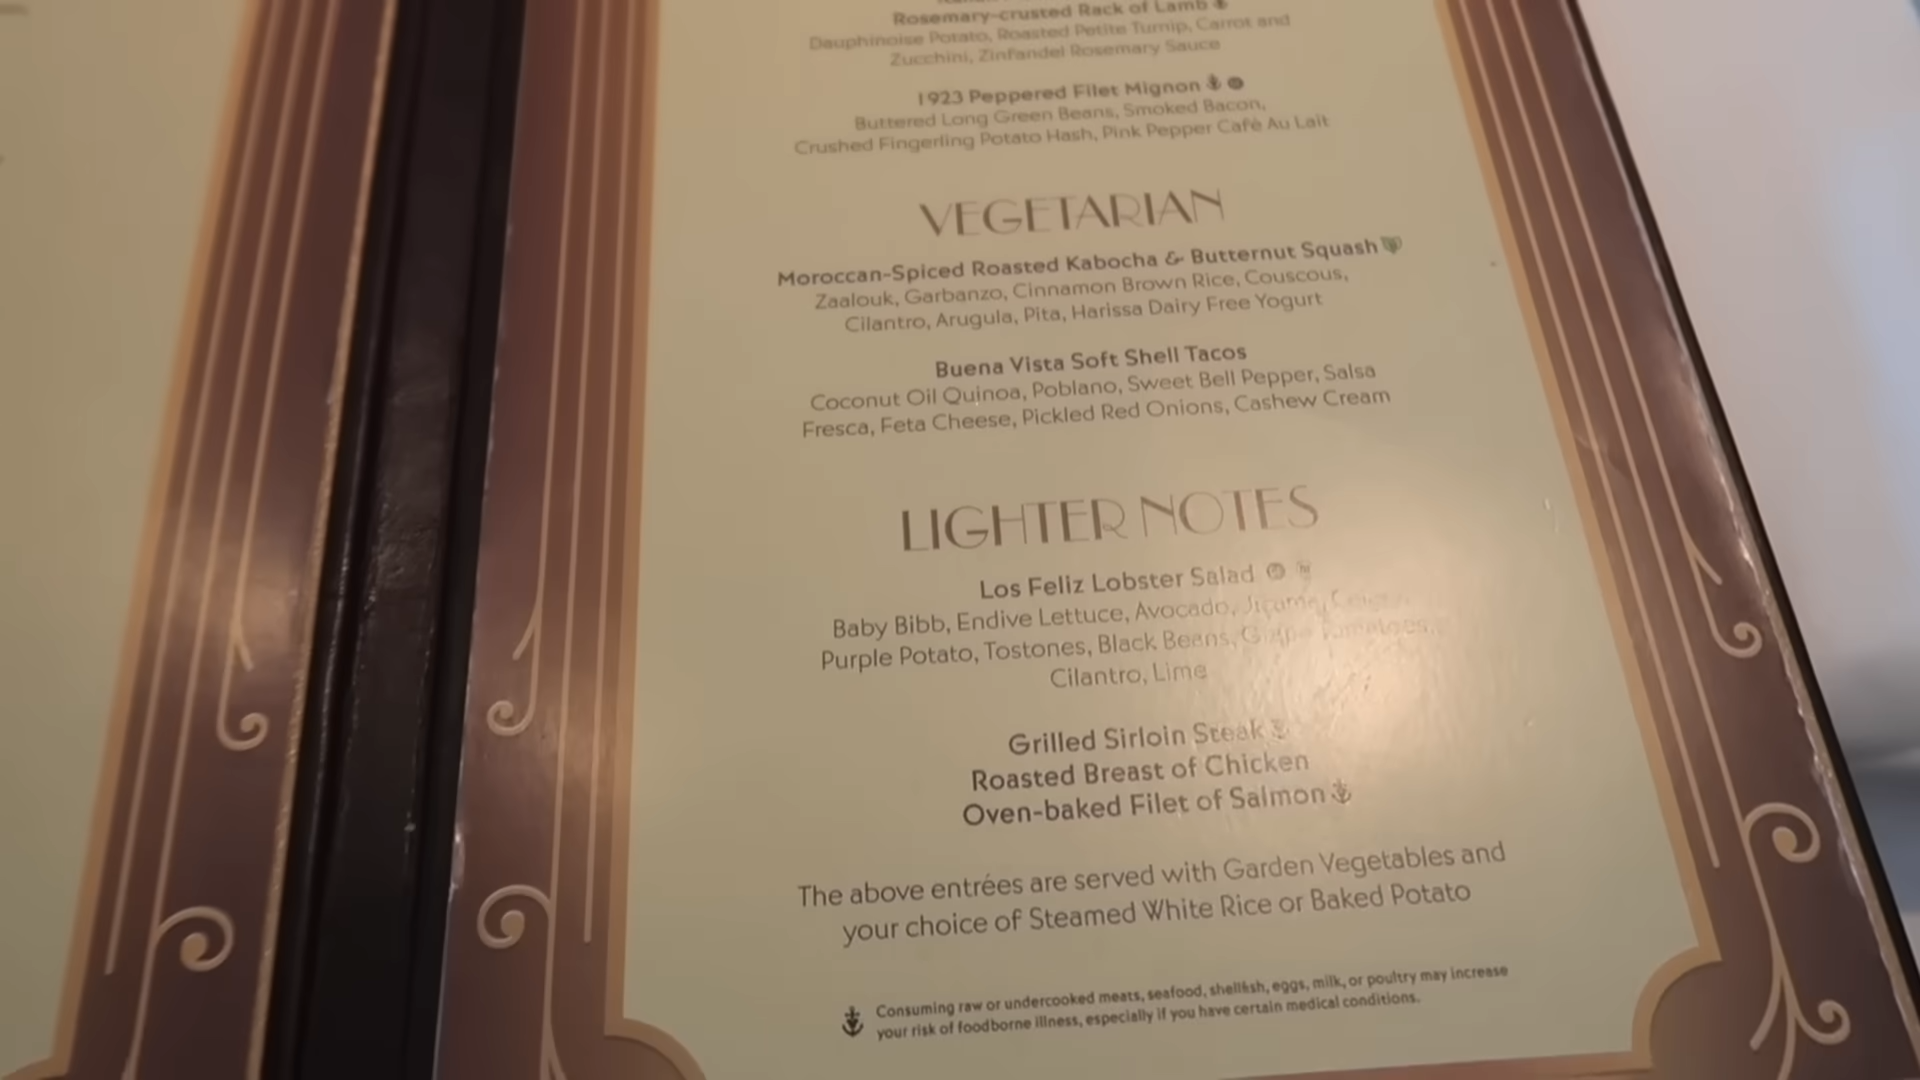 Rosemary-crusted Rack of Lamb
Dauphinoise Potato, Roasted Petite Turnip, Carrot and
Zucchini, Zinfandel Rosemary Sauce
1923 Peppered Filet Mignon
Buttered Long Green Beans, Smoked Bacon,
Crushed Fingerling Potato Hash, Pink Pepper Café Au Lait
VEGETARIAN
Moroccan-Spiced Roasted Kabocha & Butternut Squash
Zaalouk, Garbanzo, Cinnamon Brown Rice, Couscous,
Cilantro, Arugula, Pita, Harissa Dairy Free Yogurt
Buena Vista Soft Shell Tacos
Coconut Oil Quinoa, Poblano, Sweet Bell Pepper, Salsa
Fresca, Feta Cheese, Pickled Red Onions, Cashew Cream
LIGHTER NOTES
Los Feliz Lobster Salad
Baby Bibb, Endive Lettuce, Avocado, Jicama,
Purple Potato, Tostones, Black Beans, Grape Tomatoes,
Cilantro, Lime
Grilled Sirloin Steak
Roasted Breast of Chicken
Oven-baked Filet of Salmon
The above entrées are served with Garden Vegetables and
your choice of Steamed White Rice or Baked Potato
Consuming raw or undercooked meats, seafood, shellfish, eggs, milk, or poultry may increase
your risk of foodborne illness, especially if you have certain medical conditions.